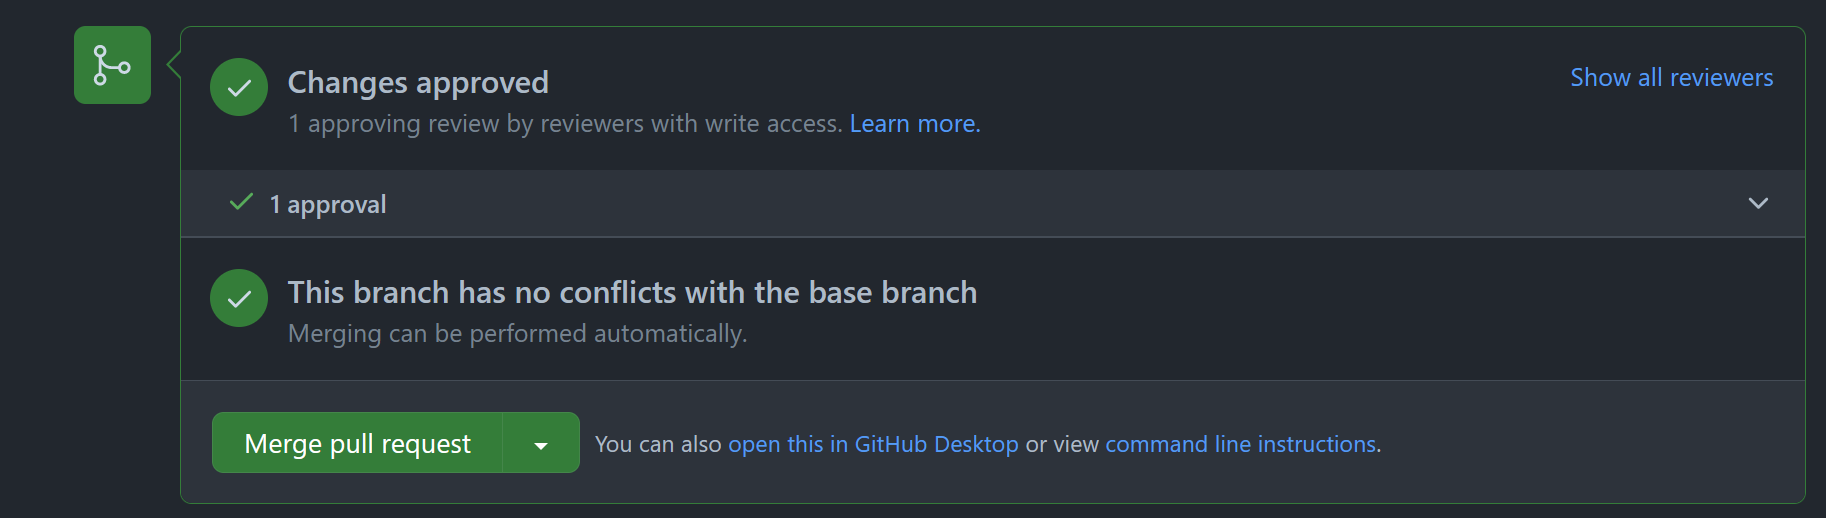 Changes approved
Show all reviewers
1 approving review by reviewers with write access. Learn more.
1 approval
This branch has no conflicts with the base branch
Merging can be performed automatically.
Merge pull request
You can also open this in GitHub Desktop or view command line instructions.